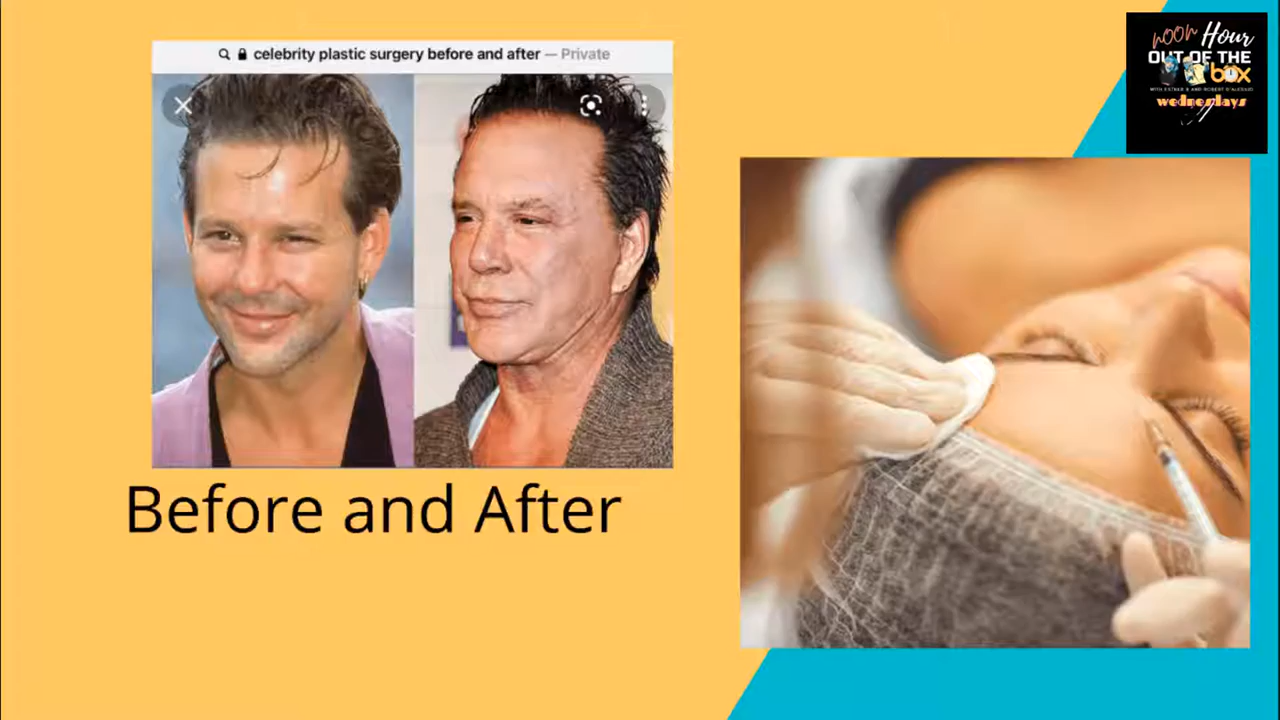 celebrity plastic surgery before and after — Private
noon Hour
OUT OF THE
box
wednesdays
Before and After